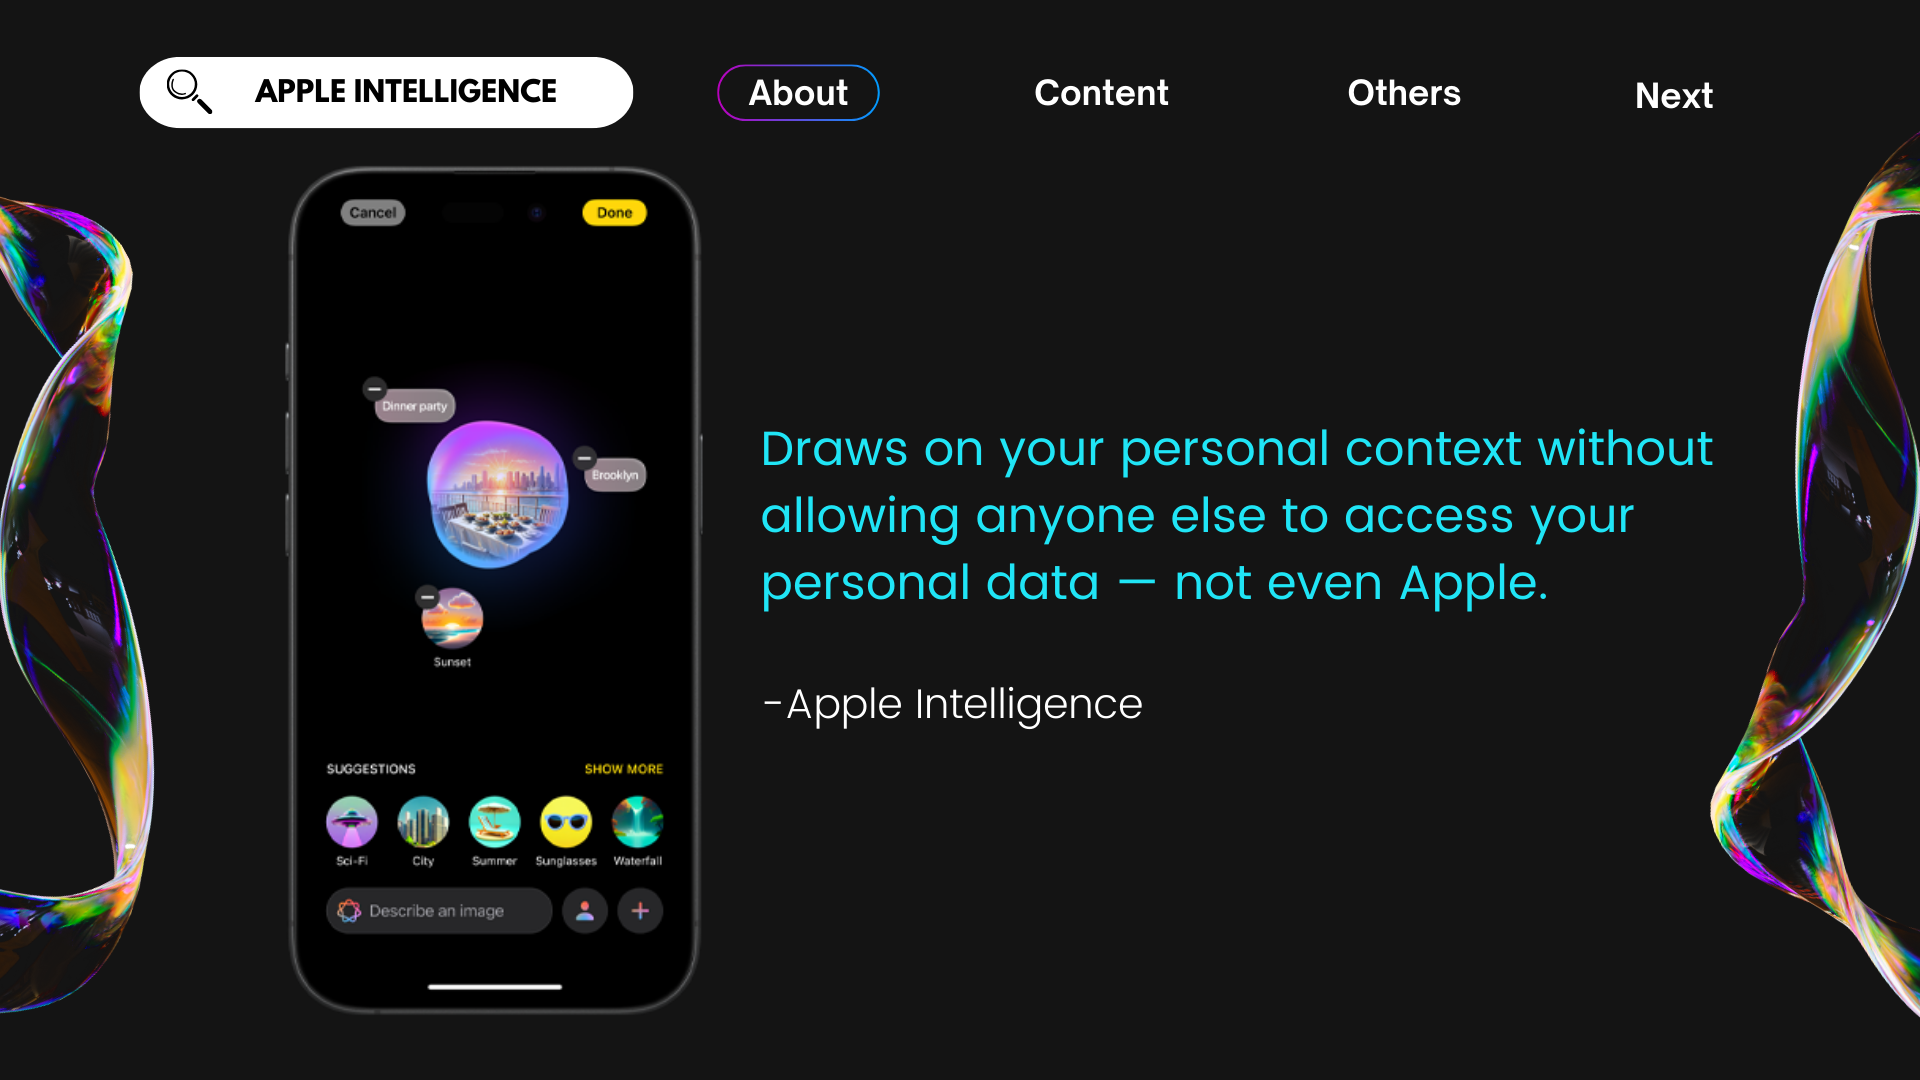 APPLE INTELLIGENCE
About
Content
Others
Next
Cancel
Done
Dinner party
Brooklyn
Sunset
SUGGESTIONS
SHOW MORE
Sci-Fi
City
Summer
Sunglasses
Waterfall
Describe an image
Draws on your personal context without
allowing anyone else to access your
personal data — not even Apple.
-Apple Intelligence